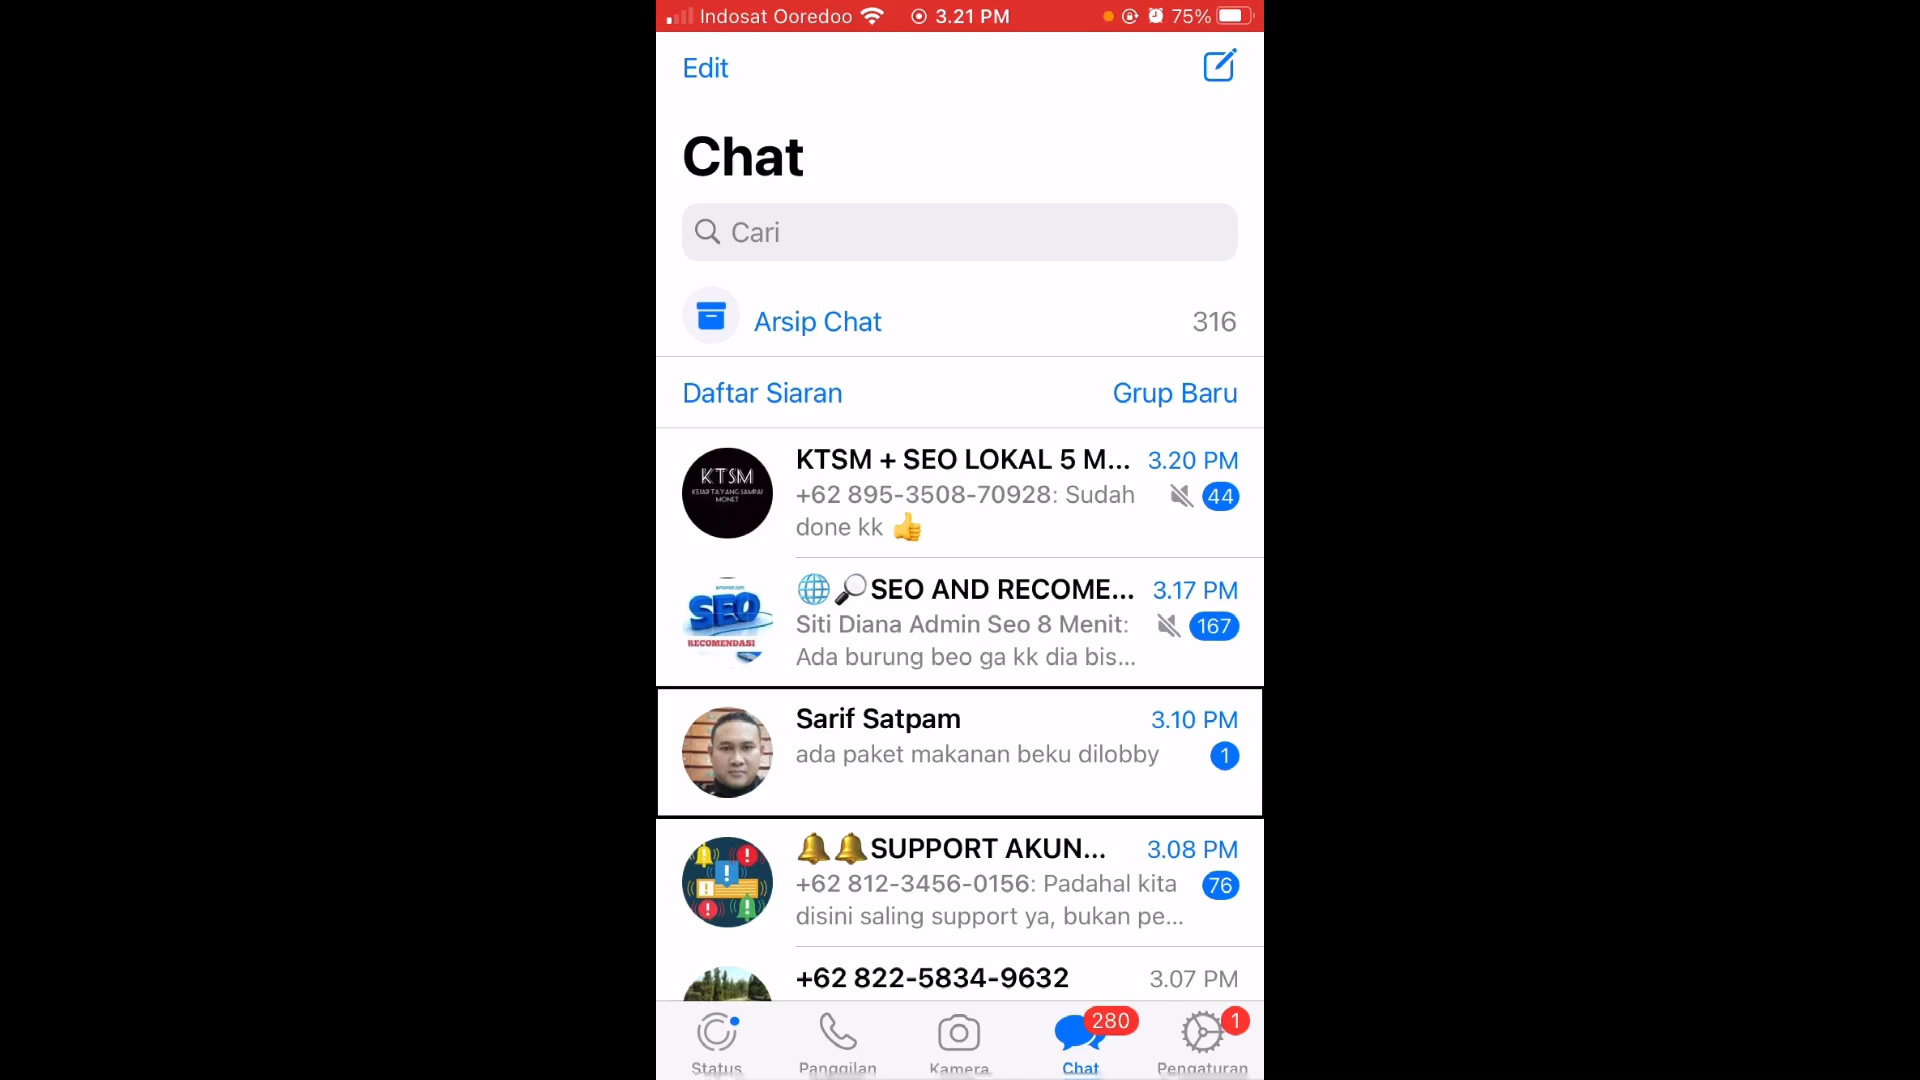 Indosat Ooredoo 3.21 PM 75%
Edit
Chat
Cari
Arsip Chat 316
Daftar Siaran Grup Baru
KTSM + SEO LOKAL 5 M... 3.20 PM
KTSM
KEJAR TAYANG SAMPAI
MONET
+62 895-3508-70928: Sudah 44
done kk 👍
🌐🔎SEO AND RECOME... 3.17 PM
SEO
RECOMENDASI
Siti Diana Admin Seo 8 Menit: 167
Ada burung beo ga kk dia bis...
Sarif Satpam 3.10 PM
ada paket makanan beku dilobby 1
🔔🔔SUPPORT AKUN... 3.08 PM
+62 812-3456-0156: Padahal kita 76
disini saling support ya, bukan pe...
+62 822-5834-9632 3.07 PM
280 1
Status Panggilan Kamera Chat Pengaturan